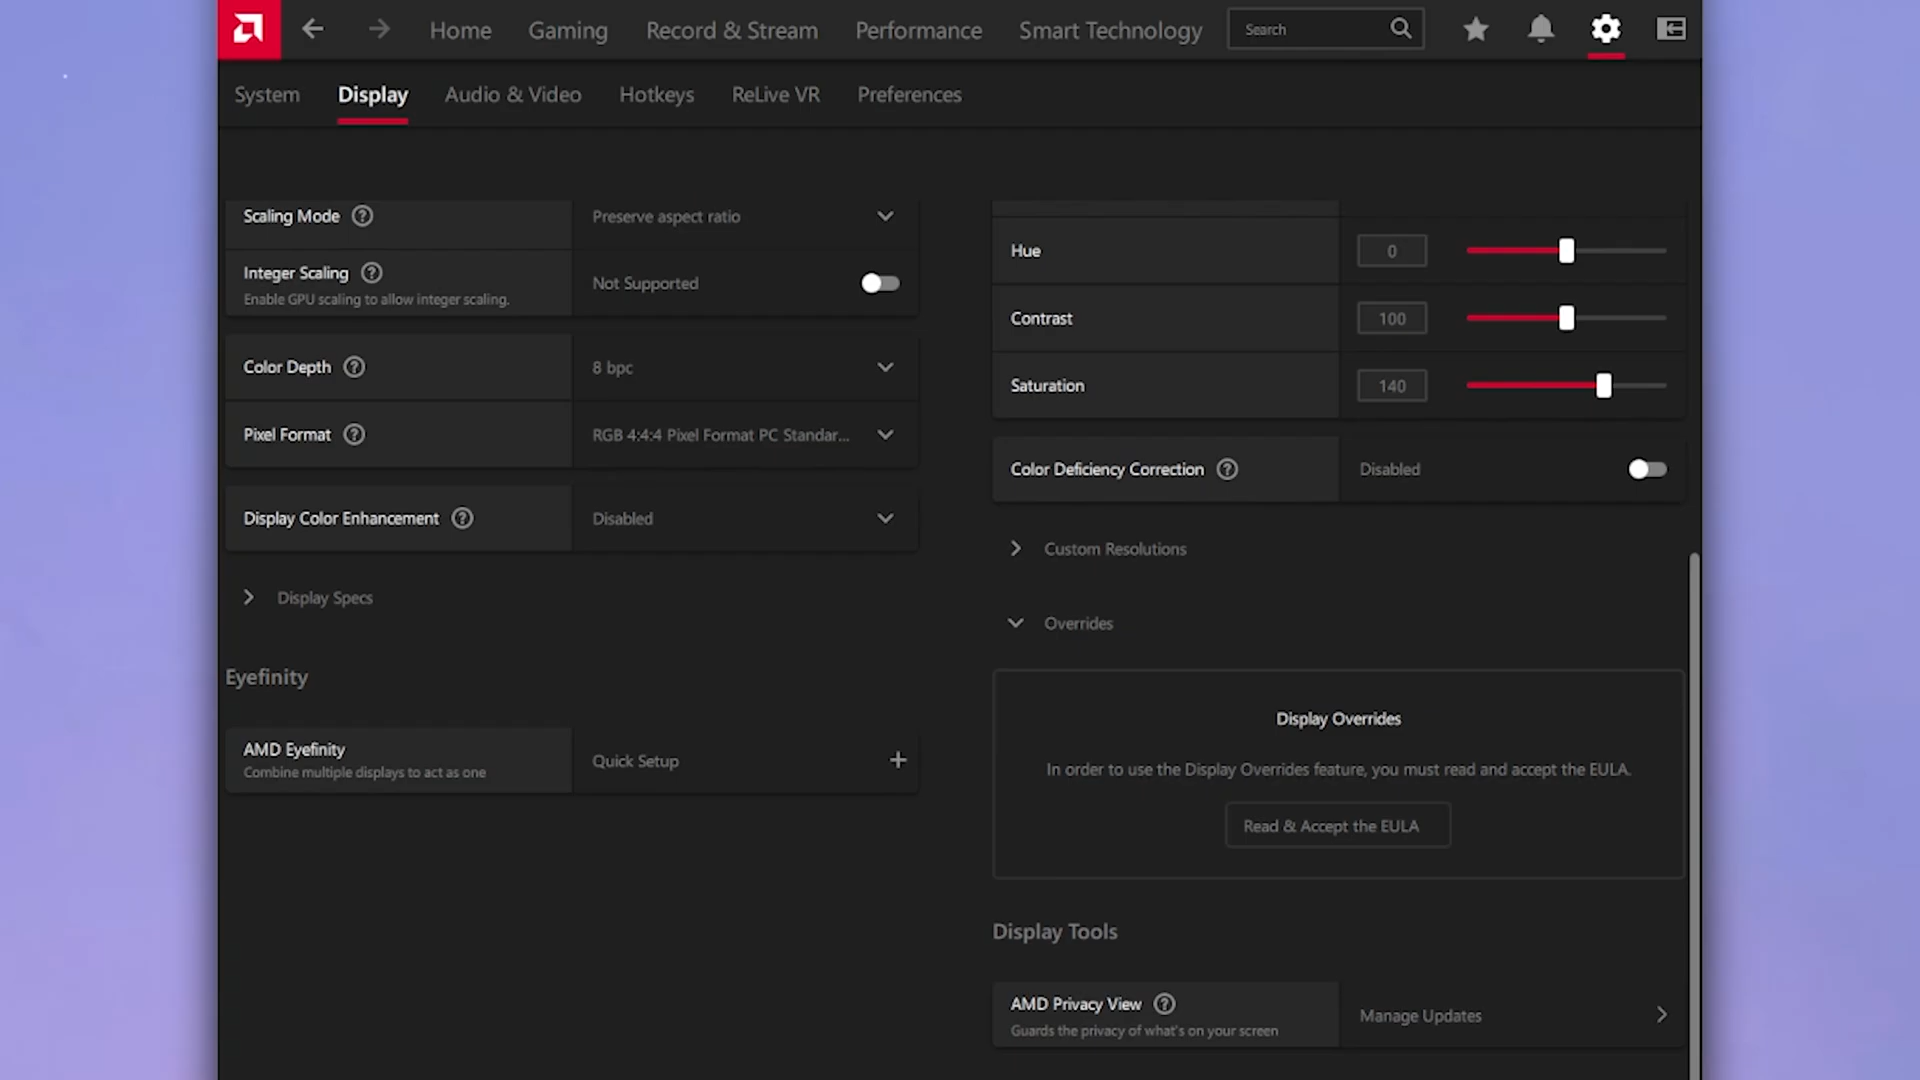 Home Gaming Record & Stream Performance Smart Technology Search
System Display Audio & Video Hotkeys ReLive VR Preferences
Scaling Mode ? Preserve aspect ratio
Integer Scaling ? Not Supported
Enable GPU scaling to allow integer scaling.
Color Depth ? 8 bpc
Pixel Format ? RGB 4:4:4 Pixel Format PC Standar...
Display Color Enhancement ? Disabled
Display Specs
Eyefinity
AMD Eyefinity
Combine multiple displays to act as one
Quick Setup
Hue 0
Contrast 100
Saturation 140
Color Deficiency Correction ? Disabled
Custom Resolutions
Overrides
Display Overrides
In order to use the Display Overrides feature, you must read and accept the EULA.
Read & Accept the EULA
Display Tools
AMD Privacy View ?
Guards the privacy of what's on your screen
Manage Updates